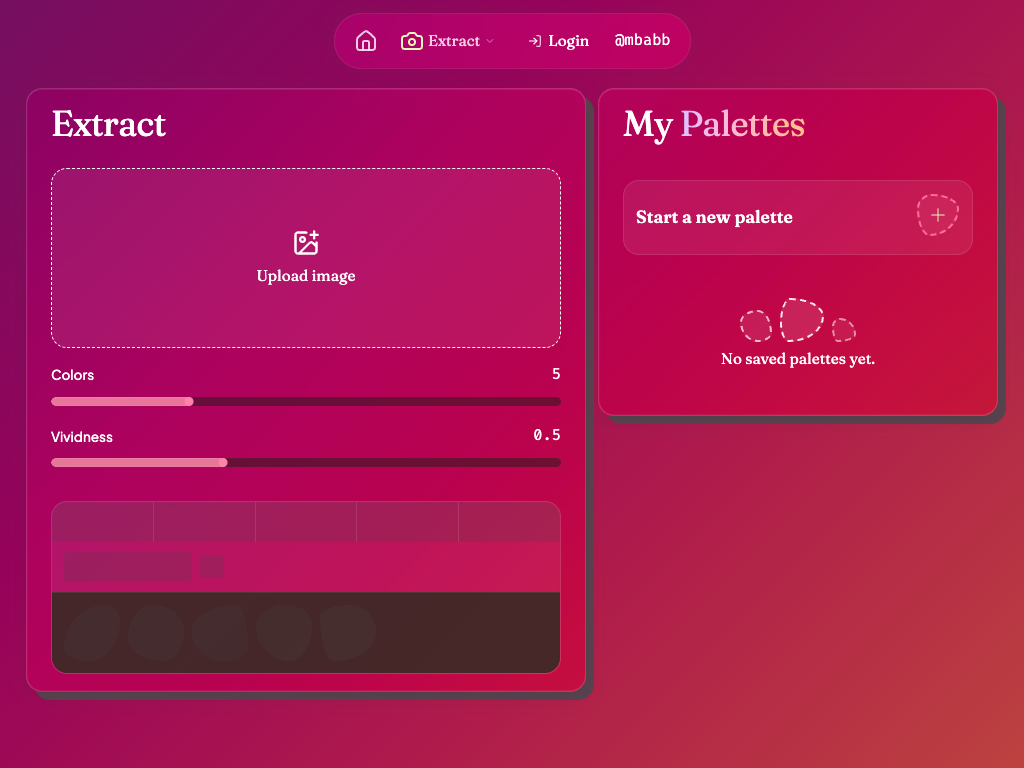 Extract
Login
@mbabb
Extract
Upload image
Colors
5
Vividness
0.5
My Palettes
Start a new palette
No saved palettes yet.